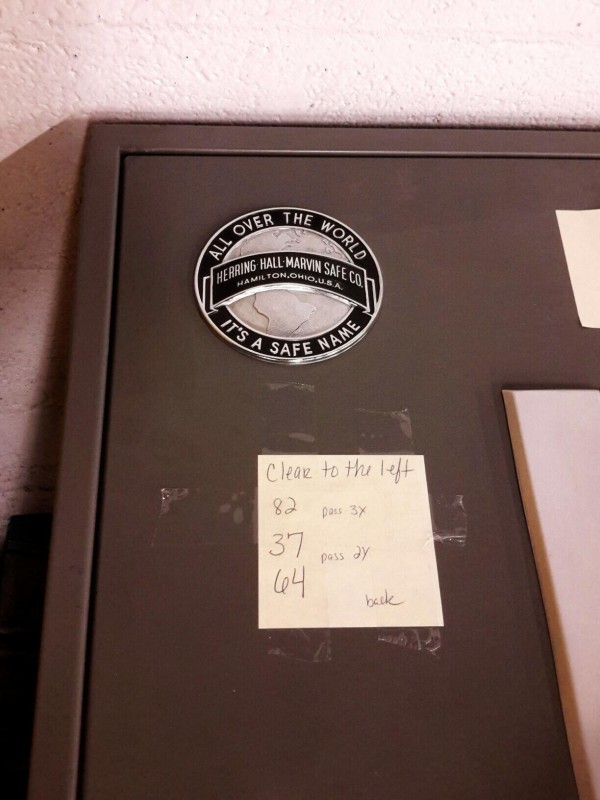 ALL OVER THE WORLD
HERRING-HALL-MARVIN SAFE CO.
HAMILTON, OHIO, U.S.A.
IT'S A SAFE NAME
Clear to the left
82 pass 3x
37 pass 2x
64
back